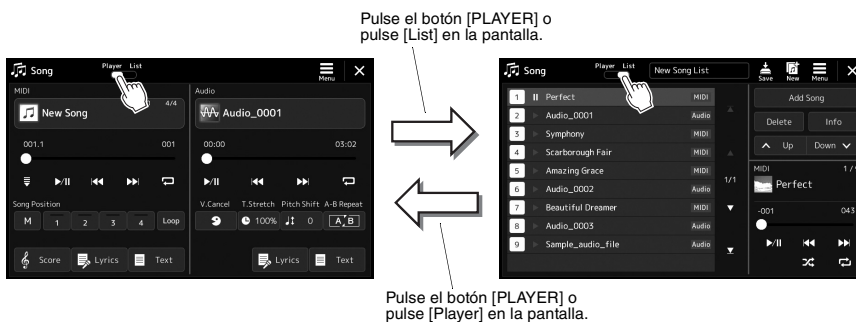 Pulse el botón [PLAYER] o
pulse [List] en la pantalla.
Song
Player List
Menu
MIDI
New Song
4/4
001.1
001
Song Position
M 1 2 3 4 Loop
Score Lyrics Text
Audio
Audio_0001
00:00
03:02
V.Cancel T.Stretch Pitch Shift A-B Repeat
100% 0 A B
Lyrics Text
Song
Player List
New Song List
Save New Menu
1 Perfect MIDI
2 Audio_0001 Audio
3 Symphony MIDI
4 Scarborough Fair MIDI
5 Amazing Grace MIDI
6 Audio_0002 Audio
7 Beautiful Dreamer MIDI
8 Audio_0003 Audio
9 Sample_audio_file Audio
1/1
Add Song
Delete Info
Up Down
MIDI
Perfect
-001
043
Pulse el botón [PLAYER] o
pulse [Player] en la pantalla.